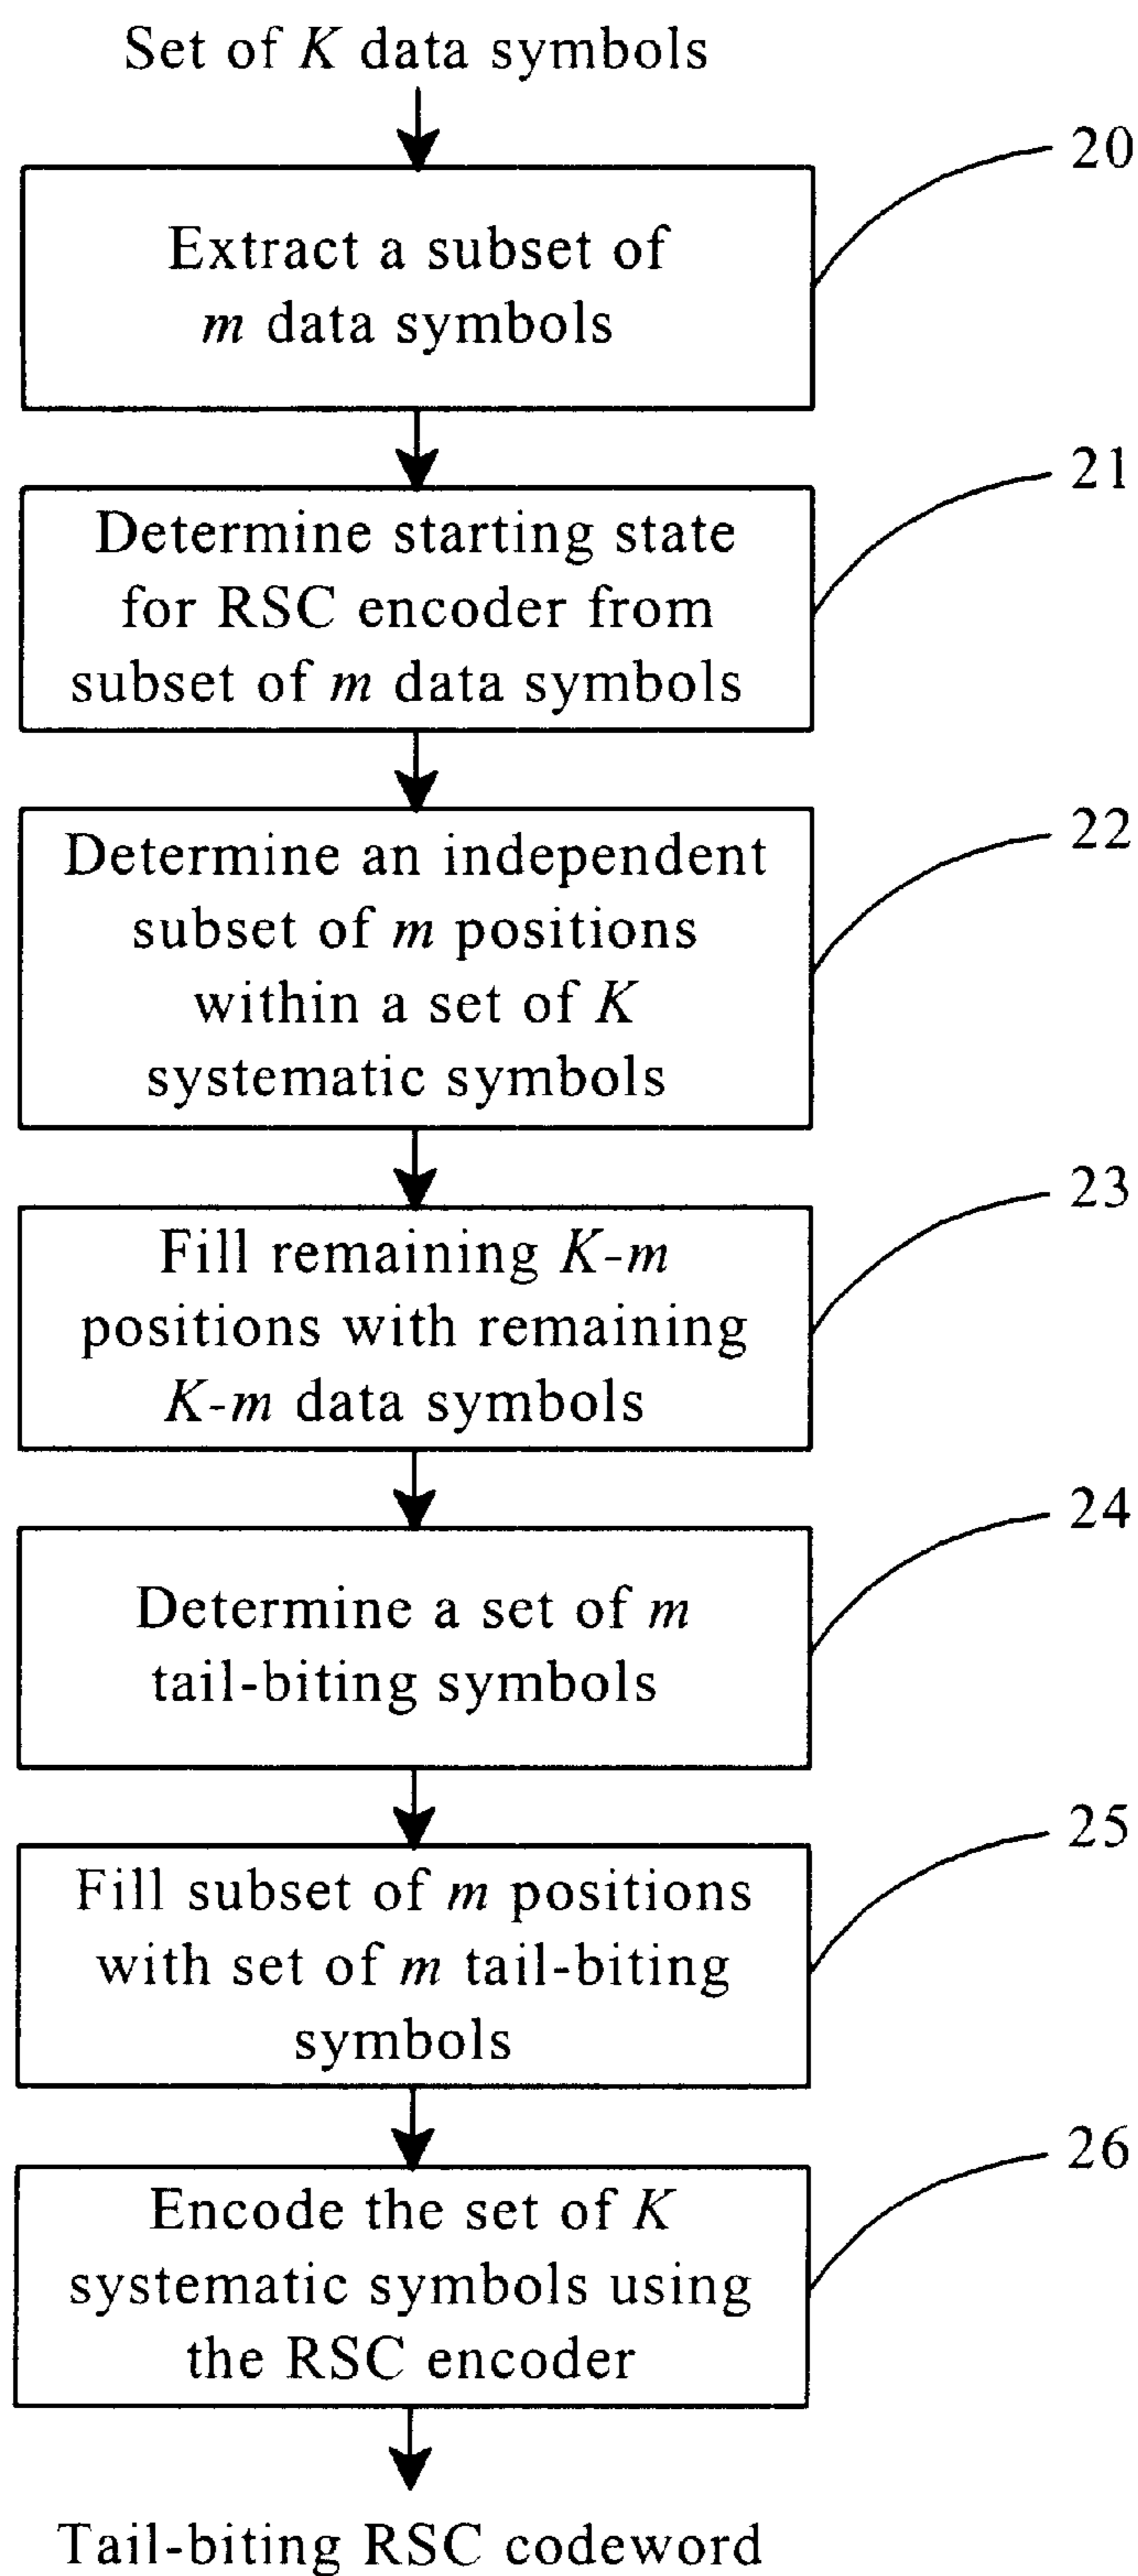 Set of K data symbols
20
Extract a subset of
m data symbols
21
Determine starting state
for RSC encoder from
subset of m data symbols
22
Determine an independent
subset of m positions
within a set of K
systematic symbols
23
Fill remaining K-m
positions with remaining
K-m data symbols
24
Determine a set of m
tail-biting symbols
25
Fill subset of m positions
with set of m tail-biting
symbols
26
Encode the set of K
systematic symbols using
the RSC encoder
Tail-biting RSC codeword